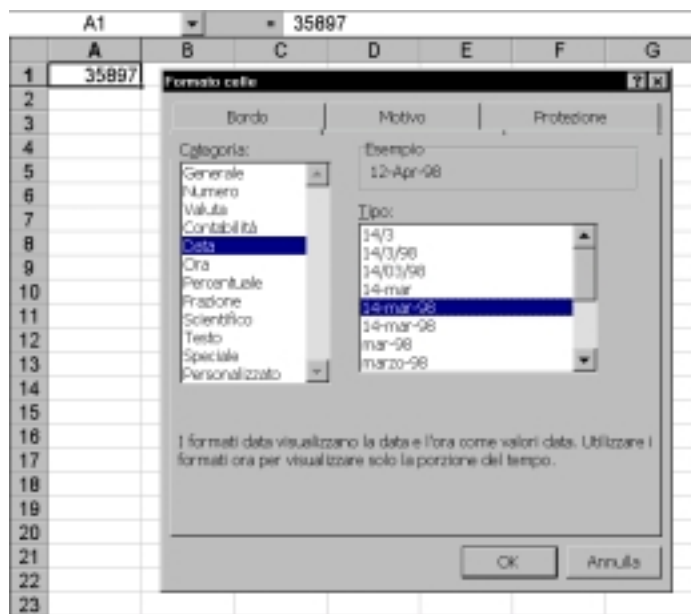 A1 = 35897
A B C D E F G
1 35897
2
3
4
5
6
7
8
9
10
11
12
13
14
15
16
17
18
19
20
21
22
23
Formato celle
Bordo Motivo Protezione
Categoria:
Generale
Numero
Valuta
Contabilità
Data
Ora
Percentuale
Frazione
Scientifico
Testo
Speciale
Personalizzato
Esempio
12-Apr-98
Tipo:
14/3
14/3/98
14/03/98
14-mar
14-mar-98
14-mar-98
mar-98
marzo-98
I formati data visualizzano la data e l'ora come valori data. Utilizzare i
formati ora per visualizzare solo la porzione del tempo.
OK Annulla